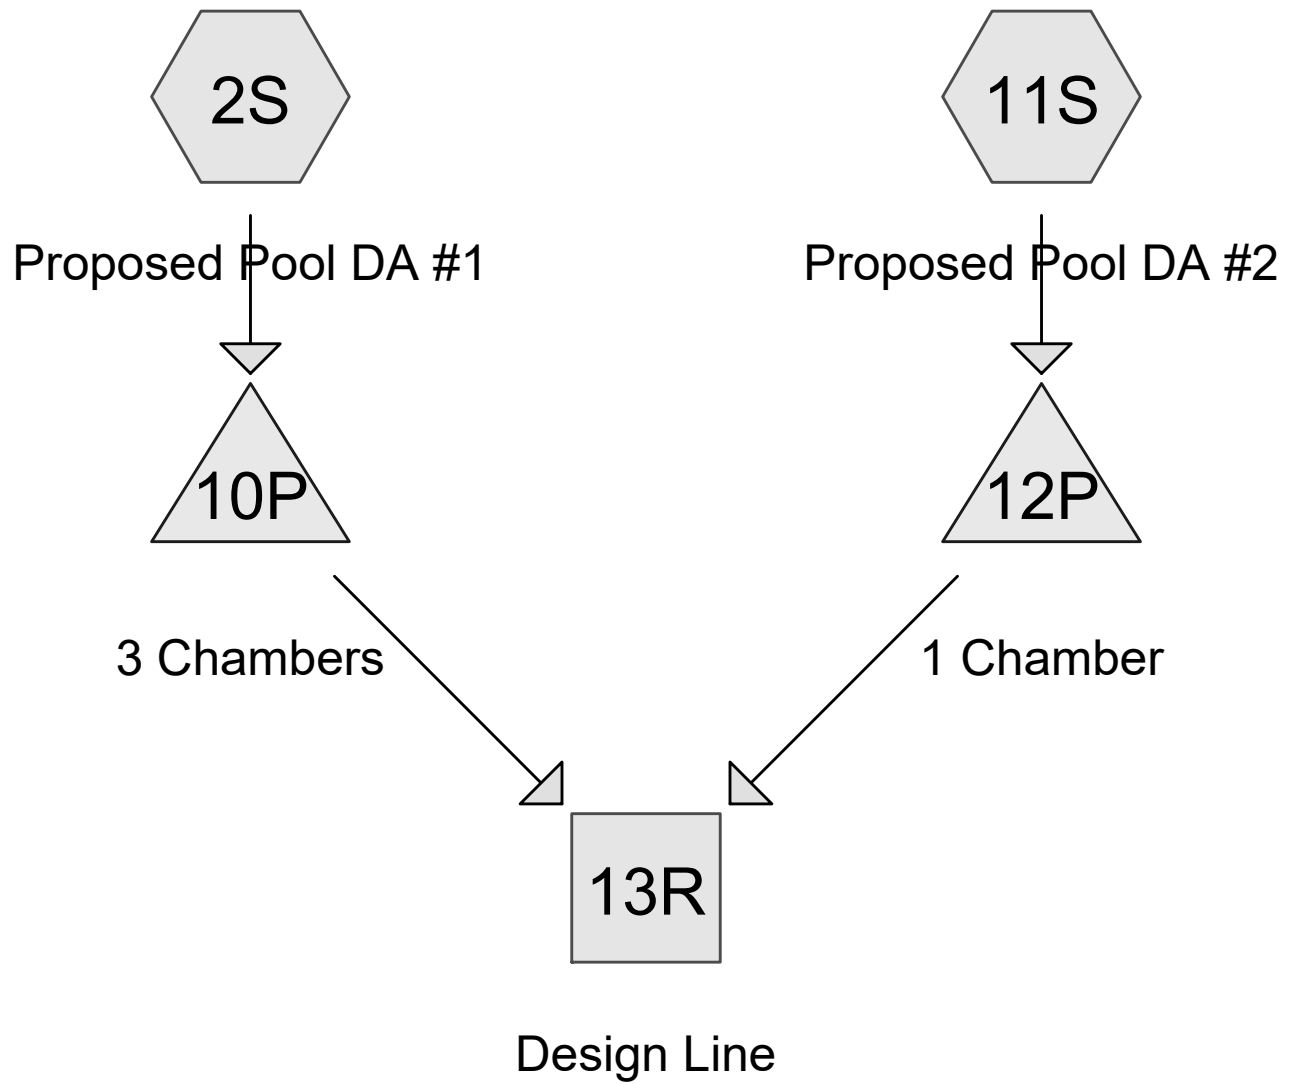 2S
11S
Proposed Pool DA #1
Proposed Pool DA #2
10P
12P
3 Chambers
1 Chamber
13R
Design Line